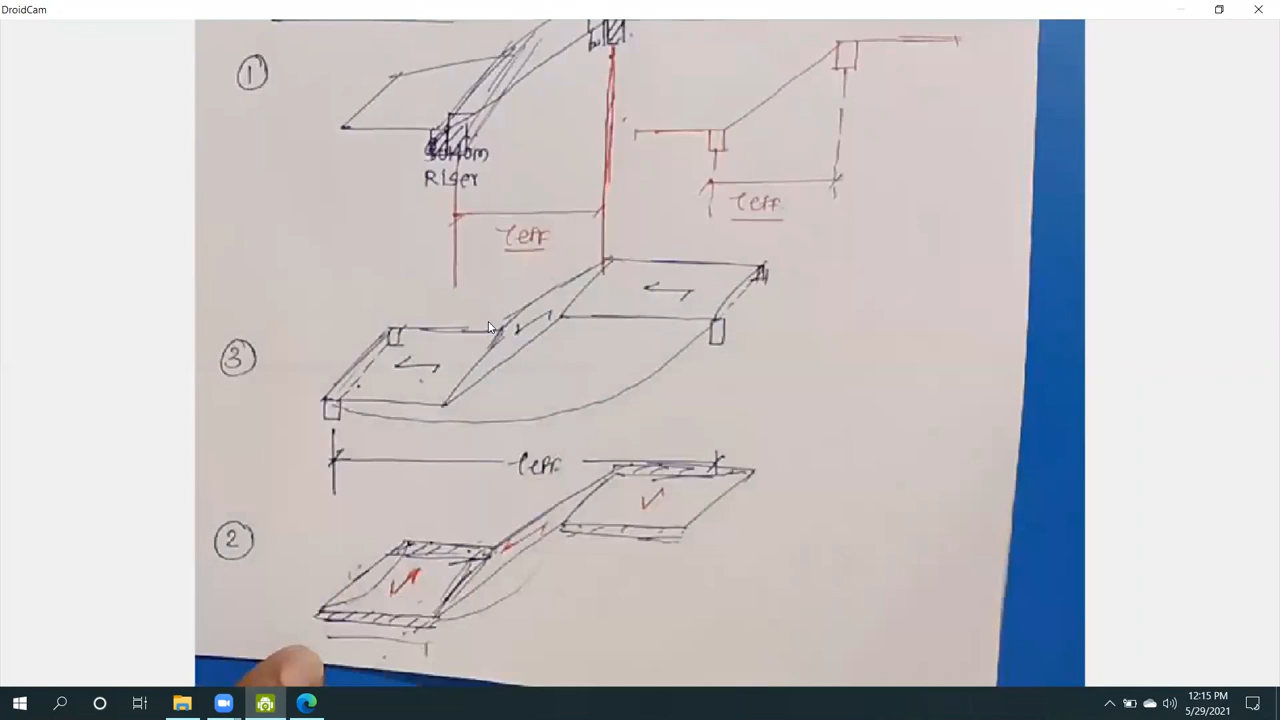 DroidCam
①
Bottom
Riser
leff
leff
③
leff
②
12:15 PM
5/29/2021